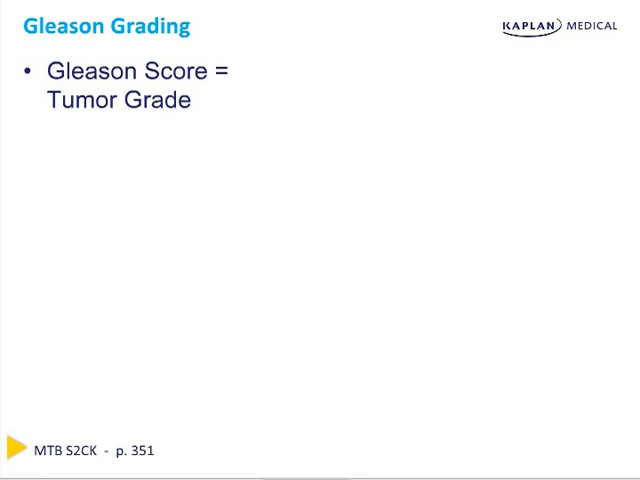 Gleason Grading
KAPLAN MEDICAL
• Gleason Score =
Tumor Grade
MTB S2CK - p. 351